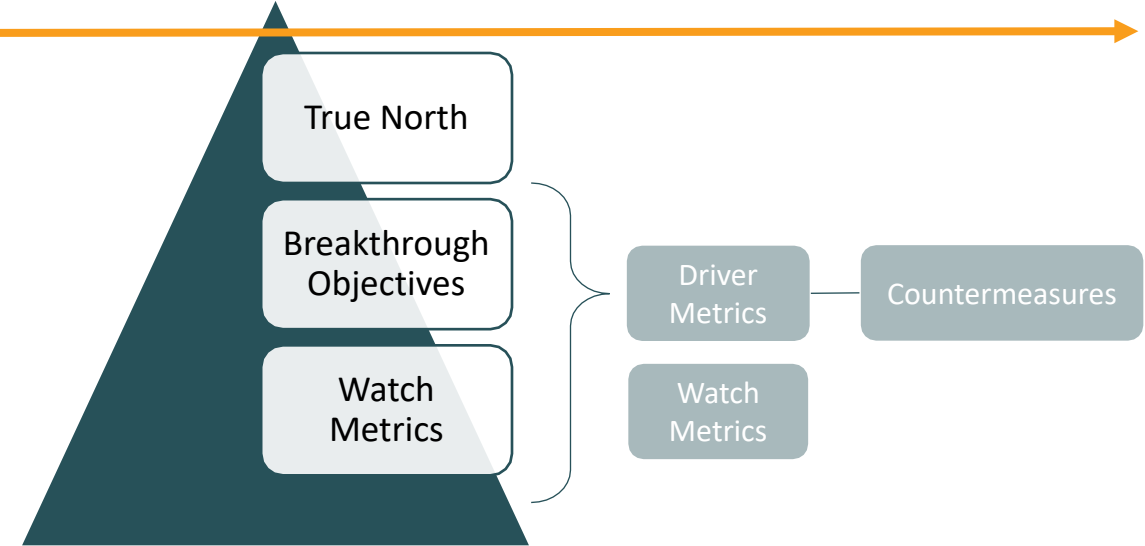 True North
Breakthrough
Objectives
Watch
Metrics
Driver
Metrics
Countermeasures
Watch
Metrics